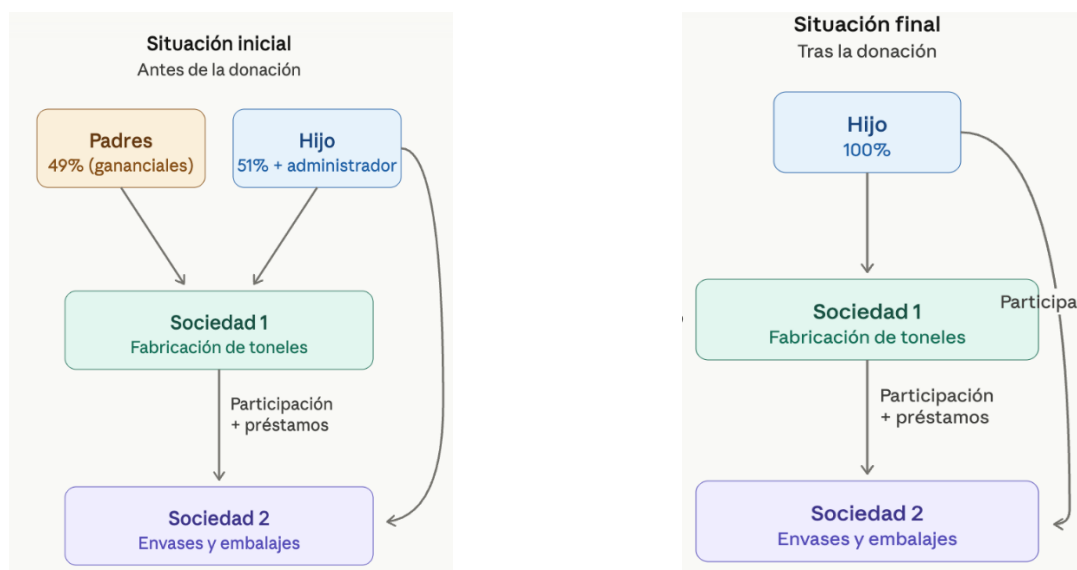 Situación inicial
Antes de la donación
Padres
49% (gananciales)
Hijo
51% + administrador
Sociedad 1
Fabricación de toneles
Participación
+ préstamos
Sociedad 2
Envases y embalajes
Situación final
Tras la donación
Hijo
100%
Sociedad 1
Fabricación de toneles
Participa
Participación
+ préstamos
Sociedad 2
Envases y embalajes